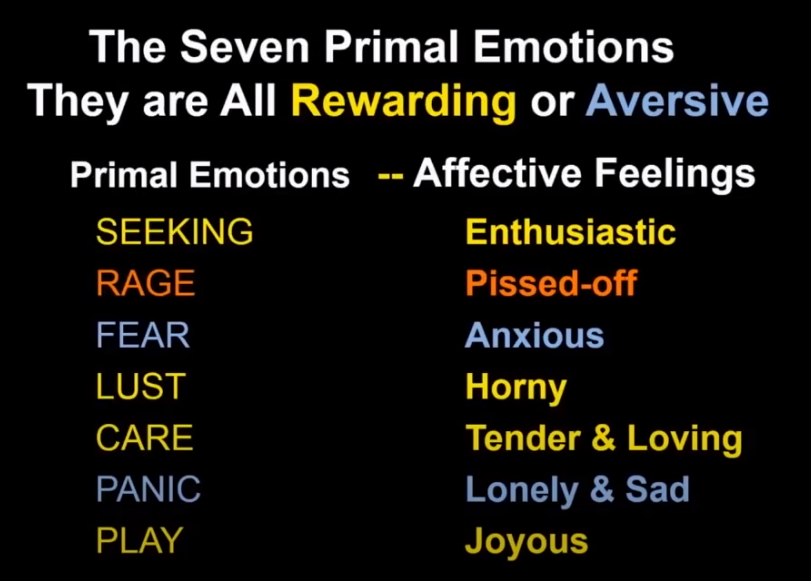 The Seven Primal Emotions
They are All Rewarding or Aversive
Primal Emotions -- Affective Feelings
SEEKING Enthusiastic
RAGE Pissed-off
FEAR Anxious
LUST Horny
CARE Tender & Loving
PANIC Lonely & Sad
PLAY Joyous